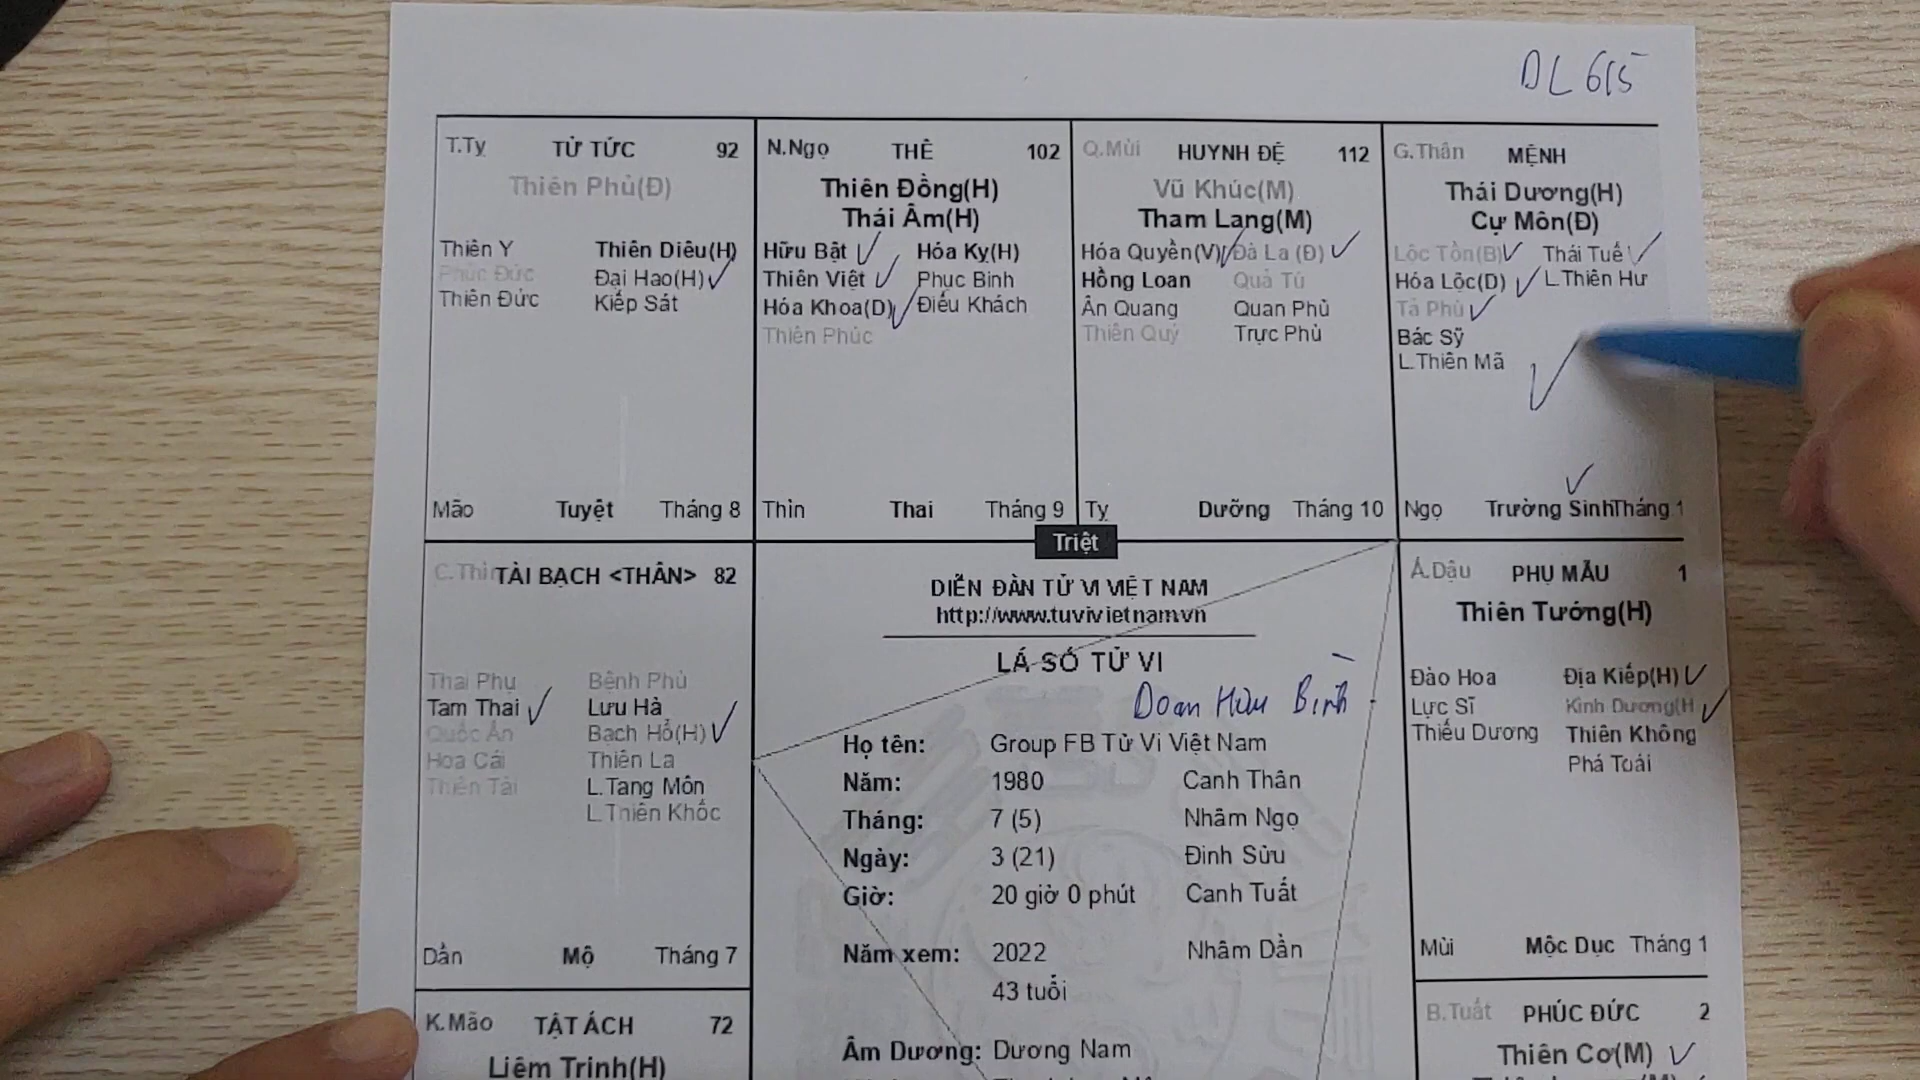 DL 615
T.Tỵ TỬ TỨC 92
Thiên Phủ(Đ)
Thiên Y Thiên Diêu(H)
Phúc Đức Đại Hao(H)
Thiên Đức Kiếp Sát
Mão Tuyệt Tháng 8
N.Ngọ THÊ 102
Thiên Đồng(H)
Thái Âm(H)
Hữu Bật Hóa Kỵ(H)
Thiên Việt Phục Binh
Hóa Khoa(D) Điếu Khách
Thiên Phúc
Thìn Thai Tháng 9
Q.Mùi HUYNH ĐỆ 112
Vũ Khúc(M)
Tham Lang(M)
Hóa Quyền(V) Đà La (Đ)
Hồng Loan Quả Tú
Ân Quang Quan Phủ
Thiên Quý Trực Phù
Tỵ Dưỡng Tháng 10
G.Thân MỆNH
Thái Dương(H)
Cự Môn(Đ)
Lộc Tồn(B) Thái Tuế
Hóa Lộc(D) L.Thiên Hư
Tả Phù
Bác Sỹ
L.Thiên Mã
Ngọ Trường Sinh Tháng 1
Triệt
C.Thìn TÀI BẠCH <THÂN> 82
Thai Phụ Bệnh Phù
Tam Thai Lưu Hà
Quốc Ấn Bạch Hổ(H)
Hoa Cái Thiên La
Thiên Tài L.Tang Môn
L.Thiên Khốc
Dần Mộ Tháng 7
DIỄN ĐÀN TỬ VI VIỆT NAM
http://www.tuvivietnam.vn
LÁ SỐ TỬ VI
Doan Hữu Bình
Họ tên: Group FB Tử Vi Việt Nam
Năm: 1980 Canh Thân
Tháng: 7 (5) Nhâm Ngọ
Ngày: 3 (21) Đinh Sửu
Giờ: 20 giờ 0 phút Canh Tuất
Năm xem: 2022 Nhâm Dần
43 tuổi
Âm Dương: Dương Nam
Á.Dậu PHỤ MẪU 1
Thiên Tướng(H)
Đào Hoa Địa Kiếp(H)
Lực Sĩ Kình Dương(H
Thiếu Dương Thiên Không
Phá Toái
Mùi Mộc Dục Tháng 1
K.Mão TẬT ÁCH 72
Liêm Trinh(H)
B.Tuất PHÚC ĐỨC 2
Thiên Cơ(M)